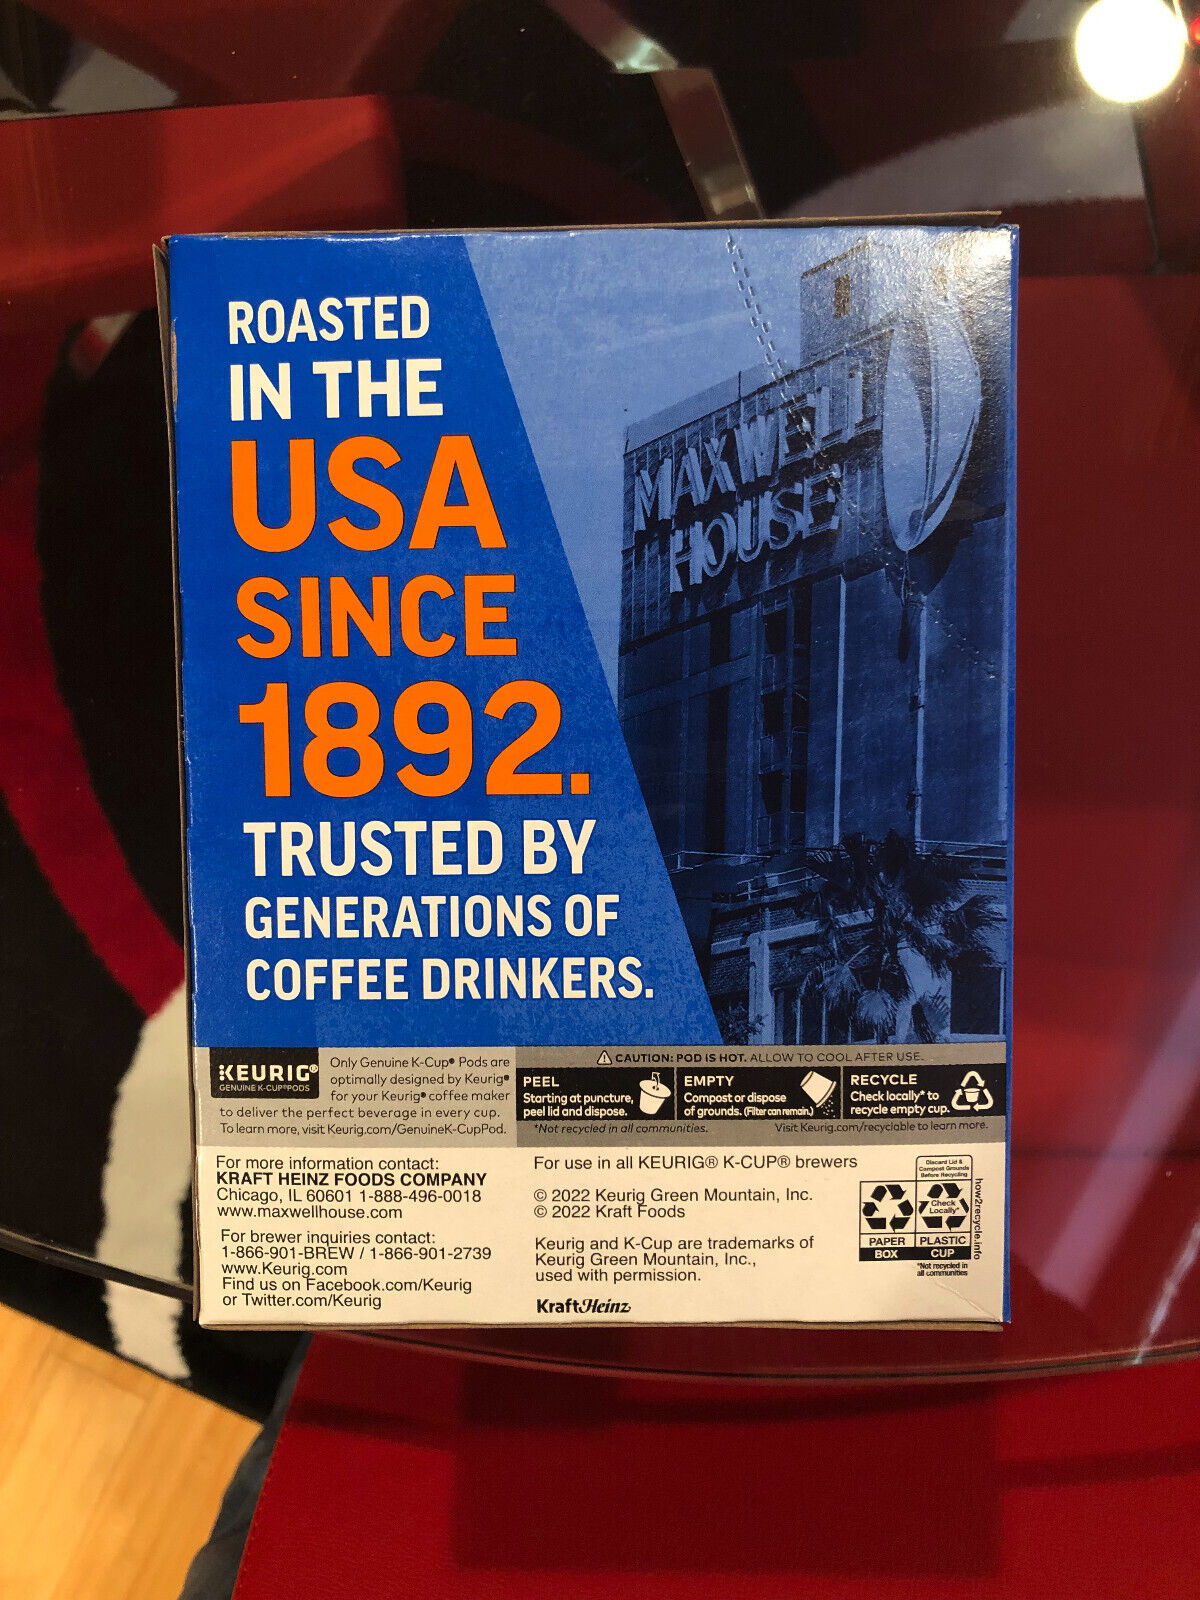 ROASTED
IN THE
USA
SINCE
1892.
TRUSTED BY
GENERATIONS OF
COFFEE DRINKERS.
MAXWELL
HOUSE
KEURIG®
GENUINE K-CUP® PODS
Only Genuine K-Cup® Pods are
optimally designed by Keurig®
for your Keurig® coffee maker
to deliver the perfect beverage in every cup.
To learn more, visit Keurig.com/GenuineK-CupPod.
CAUTION: POD IS HOT. ALLOW TO COOL AFTER USE.
PEEL
Starting at puncture,
peel lid and dispose.
EMPTY
Compost or dispose
of grounds. (Filter can remain.)
RECYCLE
Check locally* to
recycle empty cup.
*Not recycled in all communities.
Visit Keurig.com/recyclable to learn more.
For more information contact:
KRAFT HEINZ FOODS COMPANY
Chicago, IL 60601 1-888-496-0018
www.maxwellhouse.com
For brewer inquiries contact:
1-866-901-BREW / 1-866-901-2739
www.Keurig.com
Find us on Facebook.com/Keurig
or Twitter.com/Keurig
For use in all KEURIG® K-CUP® brewers
© 2022 Keurig Green Mountain, Inc.
© 2022 Kraft Foods
Keurig and K-Cup are trademarks of
Keurig Green Mountain, Inc.,
used with permission.
KraftHeinz
Discard Lid &
Compost Grounds
Before Recycling
Check
Locally*
PAPER
BOX
PLASTIC
CUP
*Not recycled in
all communities
how2recycle.info